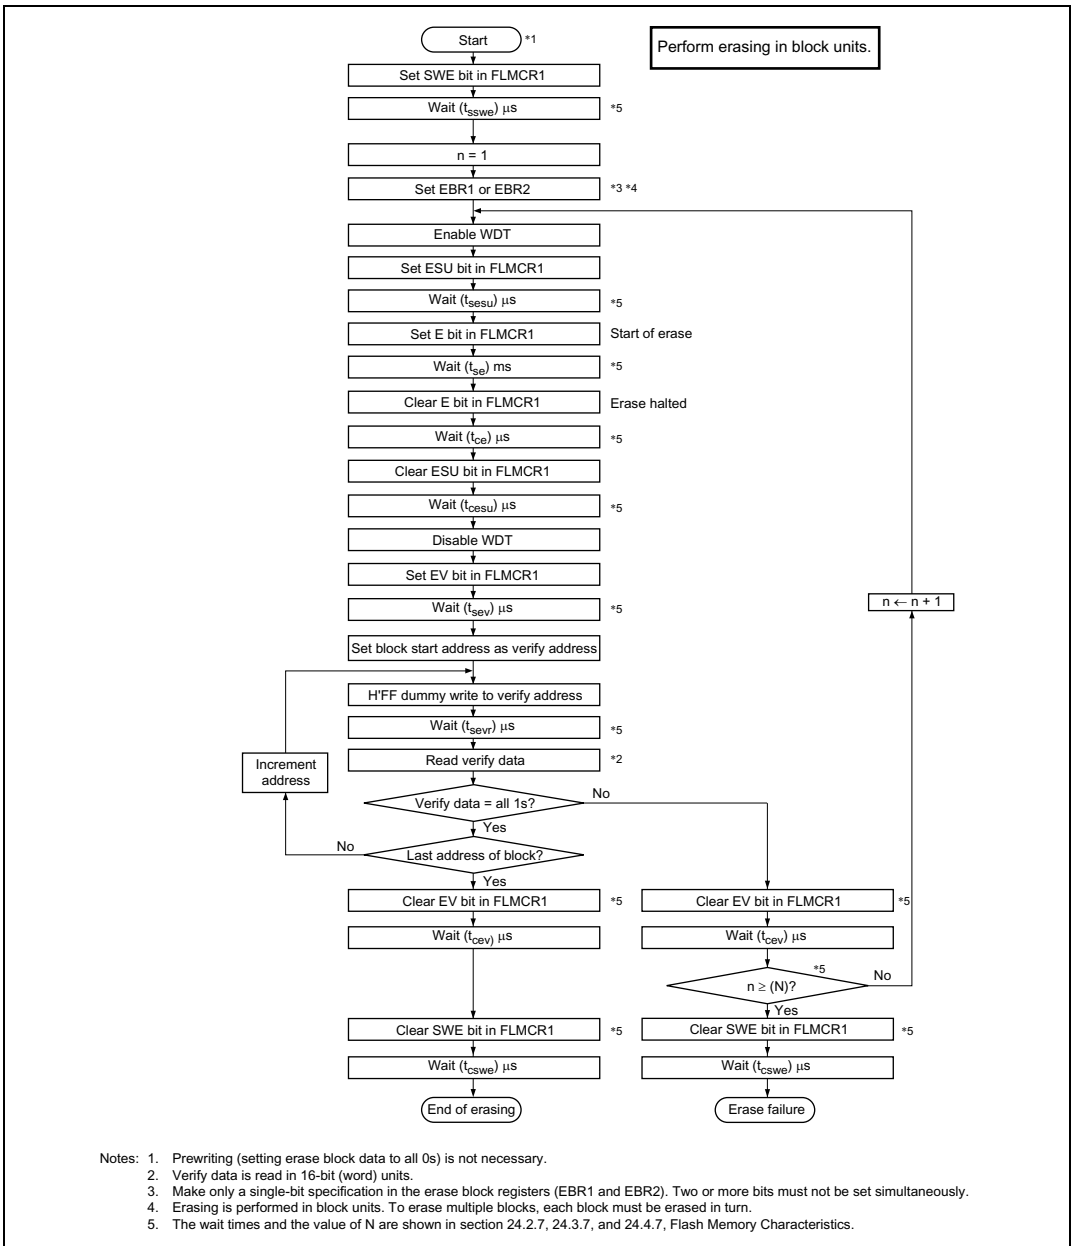 Start *1
Perform erasing in block units.
Set SWE bit in FLMCR1
Wait (tsswe) μs *5
n = 1
Set EBR1 or EBR2 *3 *4
Enable WDT
Set ESU bit in FLMCR1
Wait (tsesu) μs *5
Set E bit in FLMCR1 Start of erase
Wait (tse) ms *5
Clear E bit in FLMCR1 Erase halted
Wait (tce) μs *5
Clear ESU bit in FLMCR1
Wait (tcesu) μs *5
Disable WDT
Set EV bit in FLMCR1
n ← n + 1
Wait (tsev) μs *5
Set block start address as verify address
H'FF dummy write to verify address
Wait (tsevr) μs *5
Read verify data *2
Increment
address
Verify data = all 1s?
No
Yes
Last address of block?
No
Yes
Clear EV bit in FLMCR1 *5
Clear EV bit in FLMCR1 *5
Wait (tcev) μs
Wait (tcev) μs
*5
n ≥ (N)?
No
Yes
Clear SWE bit in FLMCR1 *5
Clear SWE bit in FLMCR1 *5
Wait (tcswe) μs
Wait (tcswe) μs
End of erasing
Erase failure
Notes: 1. Prewriting (setting erase block data to all 0s) is not necessary.
2. Verify data is read in 16-bit (word) units.
3. Make only a single-bit specification in the erase block registers (EBR1 and EBR2). Two or more bits must not be set simultaneously.
4. Erasing is performed in block units. To erase multiple blocks, each block must be erased in turn.
5. The wait times and the value of N are shown in section 24.2.7, 24.3.7, and 24.4.7, Flash Memory Characteristics.